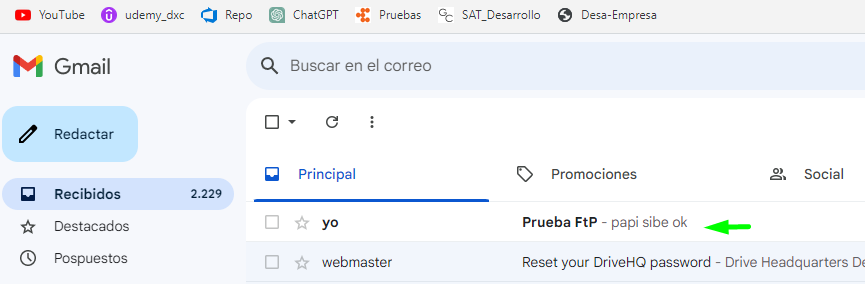 YouTube udemy_dxc Repo ChatGPT Pruebas SAT_Desarrollo Desa-Empresa
Gmail Buscar en el correo
Redactar
Principal Promociones Social
Recibidos 2.229
Destacados yo Prueba FtP - papi sibe ok
Pospuestos webmaster Reset your DriveHQ password - Drive Headquarters De